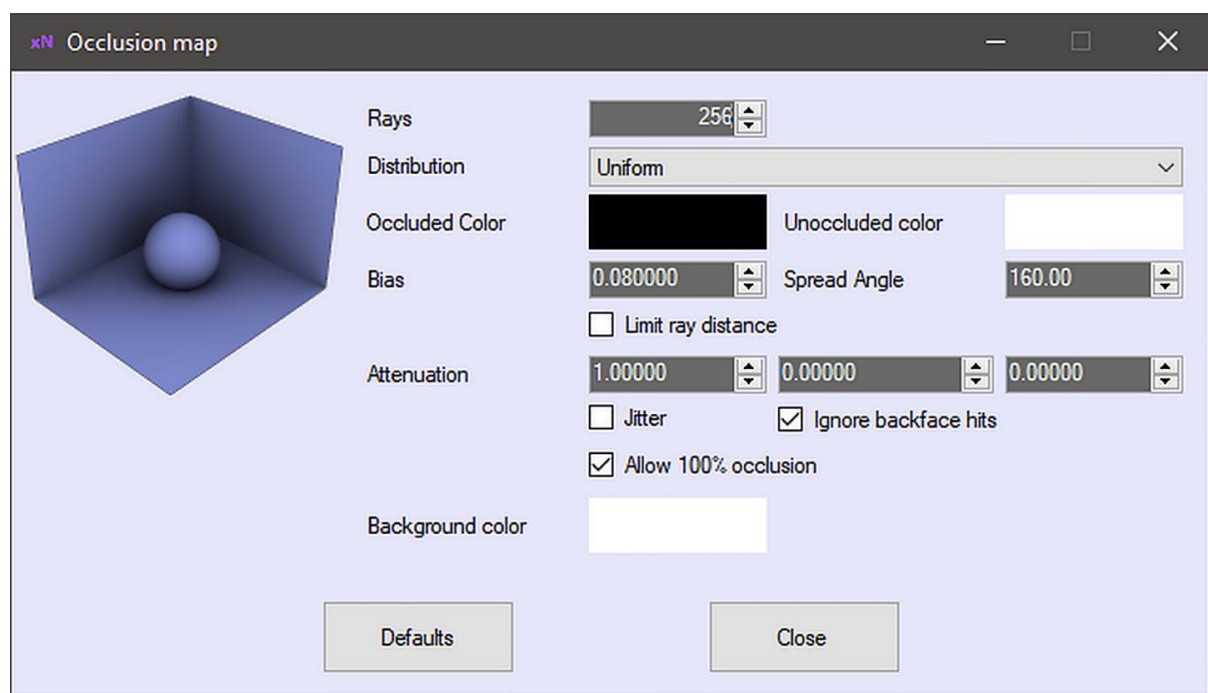 xN Occlusion map
Rays 256
Distribution Uniform
Occluded Color Unoccluded color
Bias 0.080000 Spread Angle 160.00
Limit ray distance
Attenuation 1.00000 0.00000 0.00000
Jitter Ignore backface hits
Allow 100% occlusion
Background color
Defaults Close